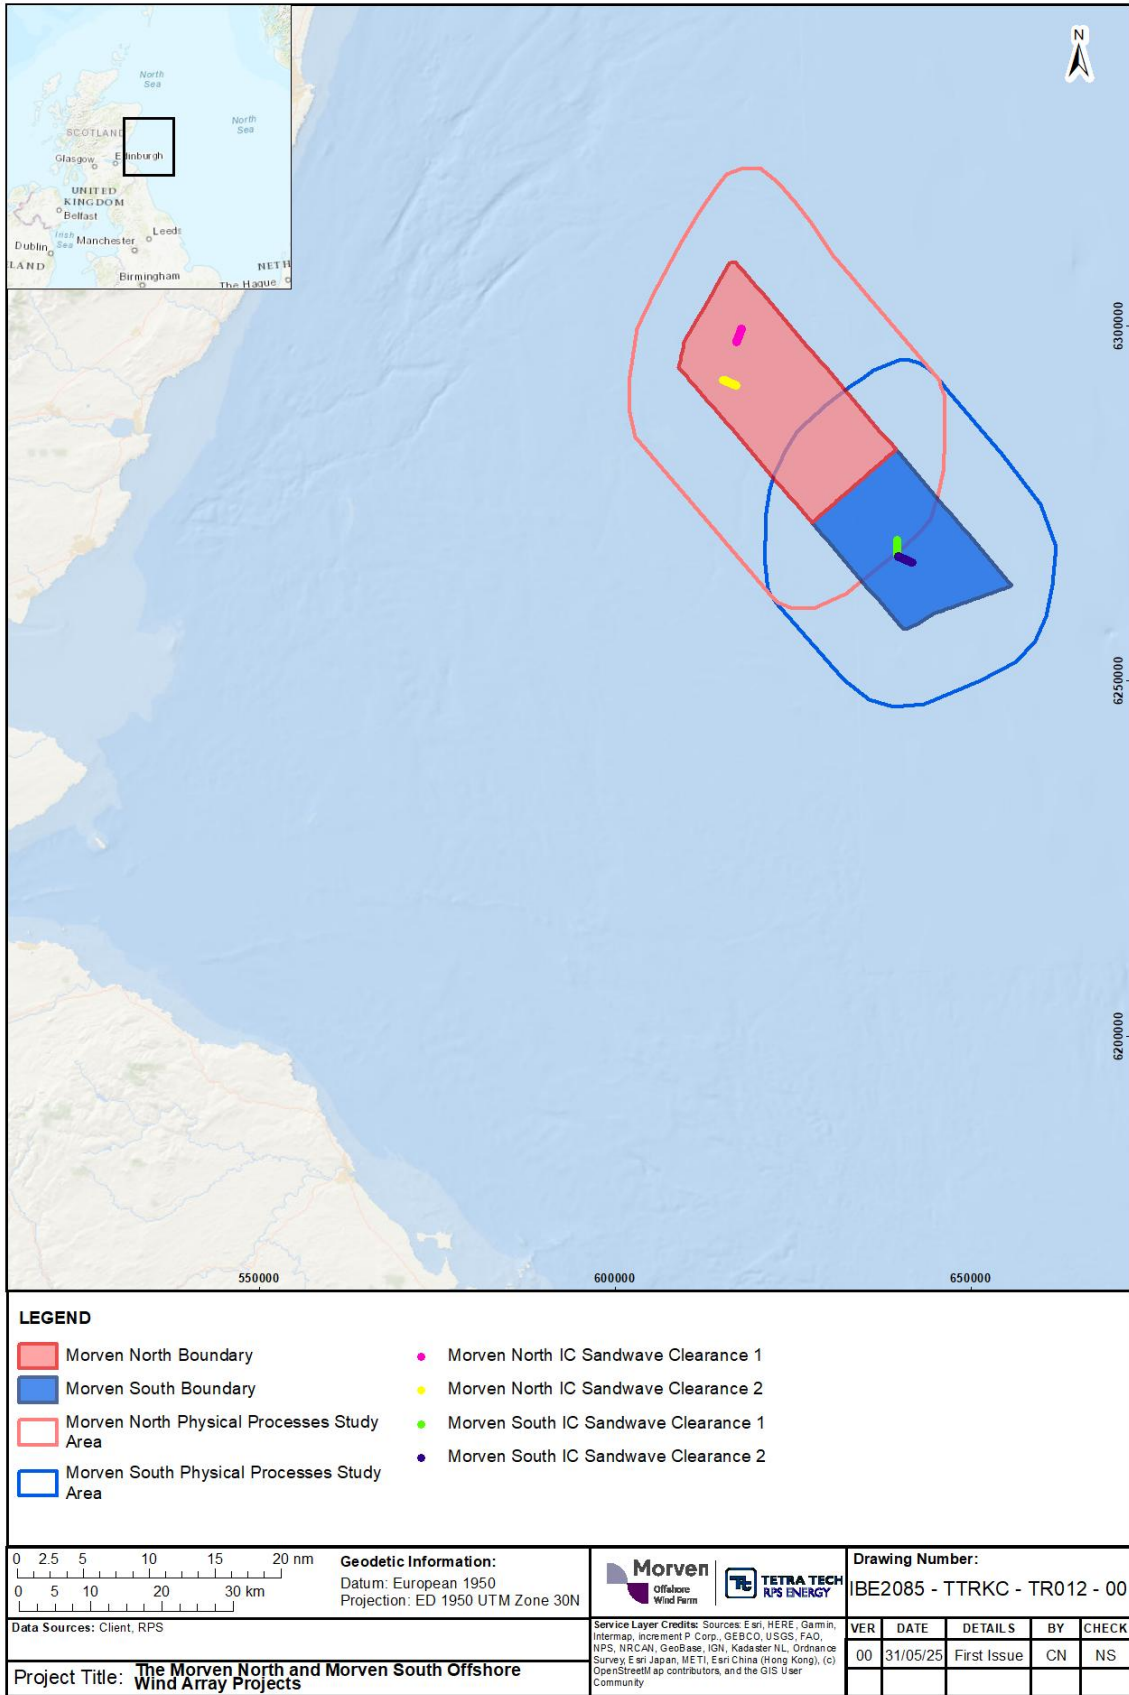 N
North
Sea
North
Sea
SCOTLAND
Glasgow
Edinburgh
UNITED
KINGDOM
Belfast
Irish
Sea
Leeds
Dublin
Manchester
LAND
NETH
Birmingham
The Hague
6300000
6250000
6200000
550000
600000
650000
LEGEND
Morven North Boundary
Morven South Boundary
Morven North Physical Processes Study
Area
Morven South Physical Processes Study
Area
Morven North IC Sandwave Clearance 1
Morven North IC Sandwave Clearance 2
Morven South IC Sandwave Clearance 1
Morven South IC Sandwave Clearance 2
0 2.5 5 10 15 20 nm
0 5 10 20 30 km
Geodetic Information:
Datum: European 1950
Projection: ED 1950 UTM Zone 30N
Data Sources: Client, RPS
Project Title: The Morven North and Morven South Offshore
Wind Array Projects
Morven
Offshore
Wind Farm
TETRA TECH
RPS ENERGY
Service Layer Credits: Sources: Esri, HERE, Garmin,
Intermap, increment P Corp., GEBCO, USGS, FAO,
NPS, NRCAN, GeoBase, IGN, Kadaster NL, Ordnance
Survey, Esri Japan, METI, Esri China (Hong Kong), (c)
OpenStreetMap contributors, and the GIS User
Community
Drawing Number:
IBE2085 - TTRKC - TR012 - 00
VER DATE DETAILS BY CHECK
00 31/05/25 First Issue CN NS